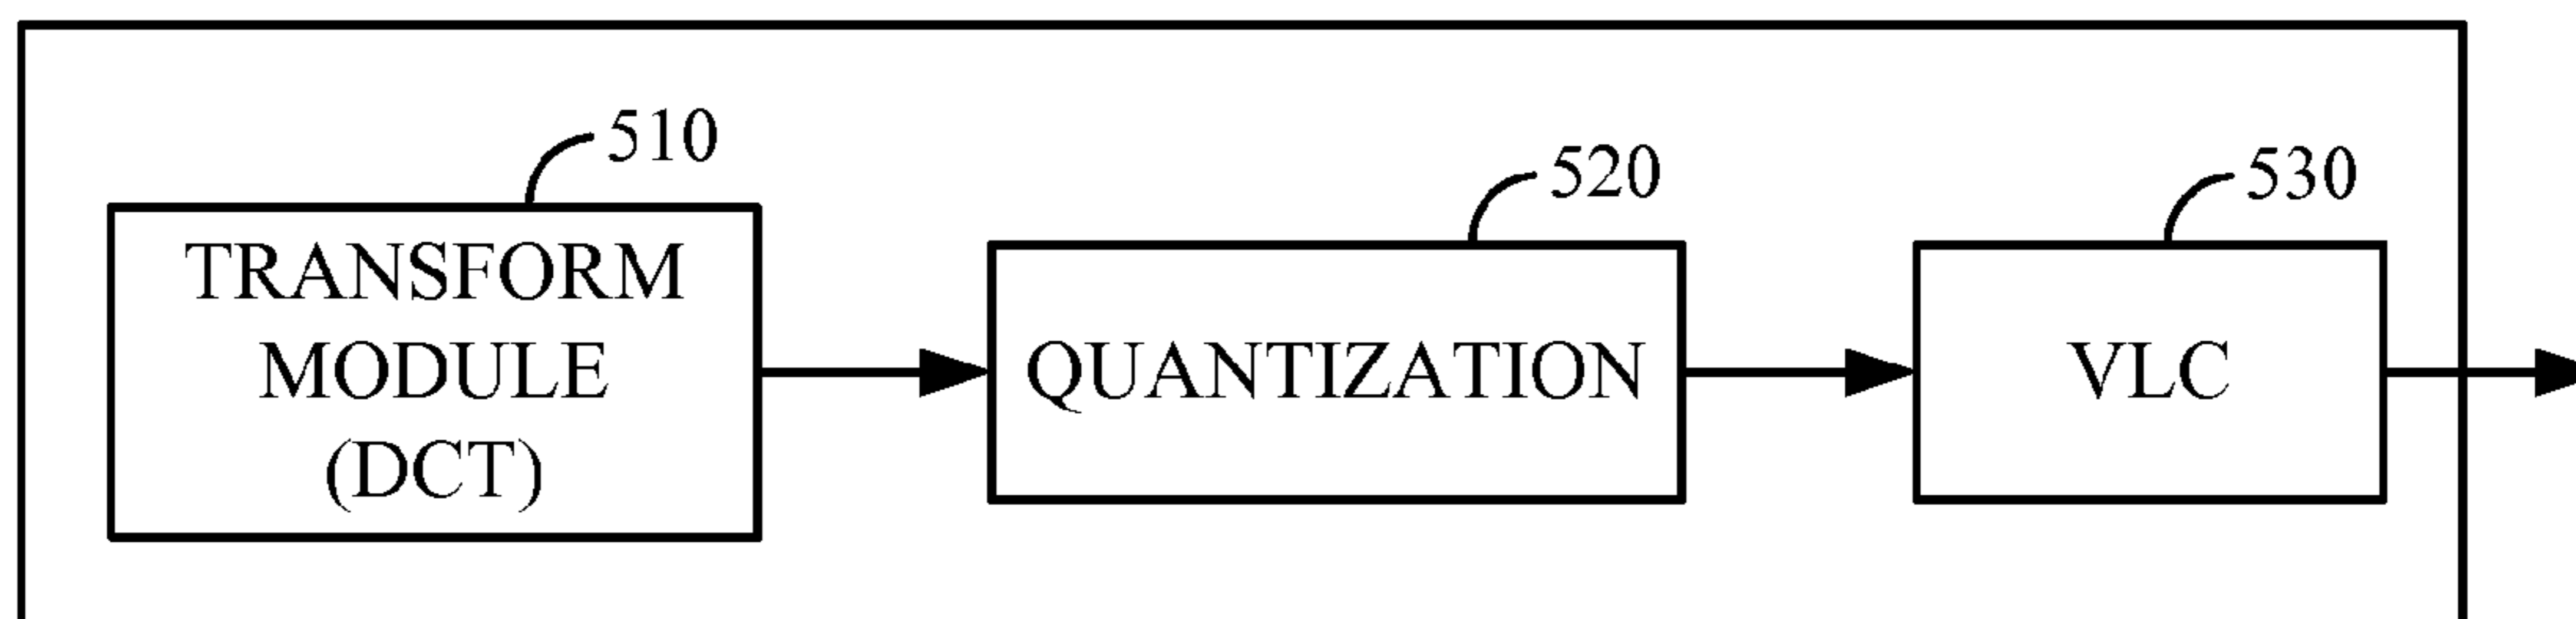 510
520
530
TRANSFORM
MODULE
(DCT)
QUANTIZATION
VLC